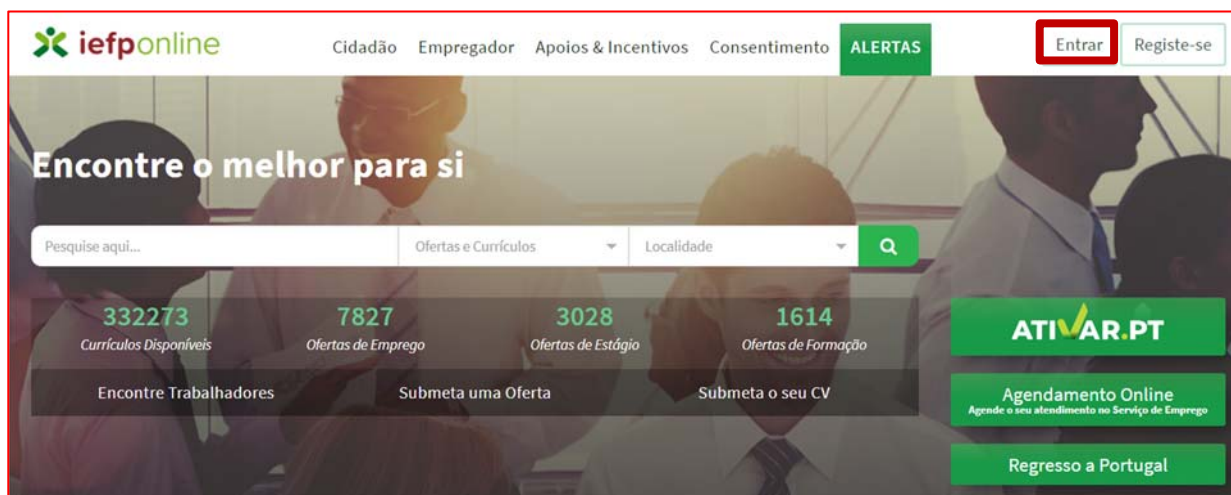 iefponline
Cidadão Empregador Apoios & Incentivos Consentimento ALERTAS Entrar Registe-se
Encontre o melhor para si
Pesquise aqui... Ofertas e Currículos Localidade
332273 7827 3028 1614
Currículos Disponíveis Ofertas de Emprego Ofertas de Estágio Ofertas de Formação
Encontre Trabalhadores Submeta uma Oferta Submeta o seu CV
ATIVAR.PT
Agendamento Online
Agende o seu atendimento no Serviço de Emprego
Regresso a Portugal